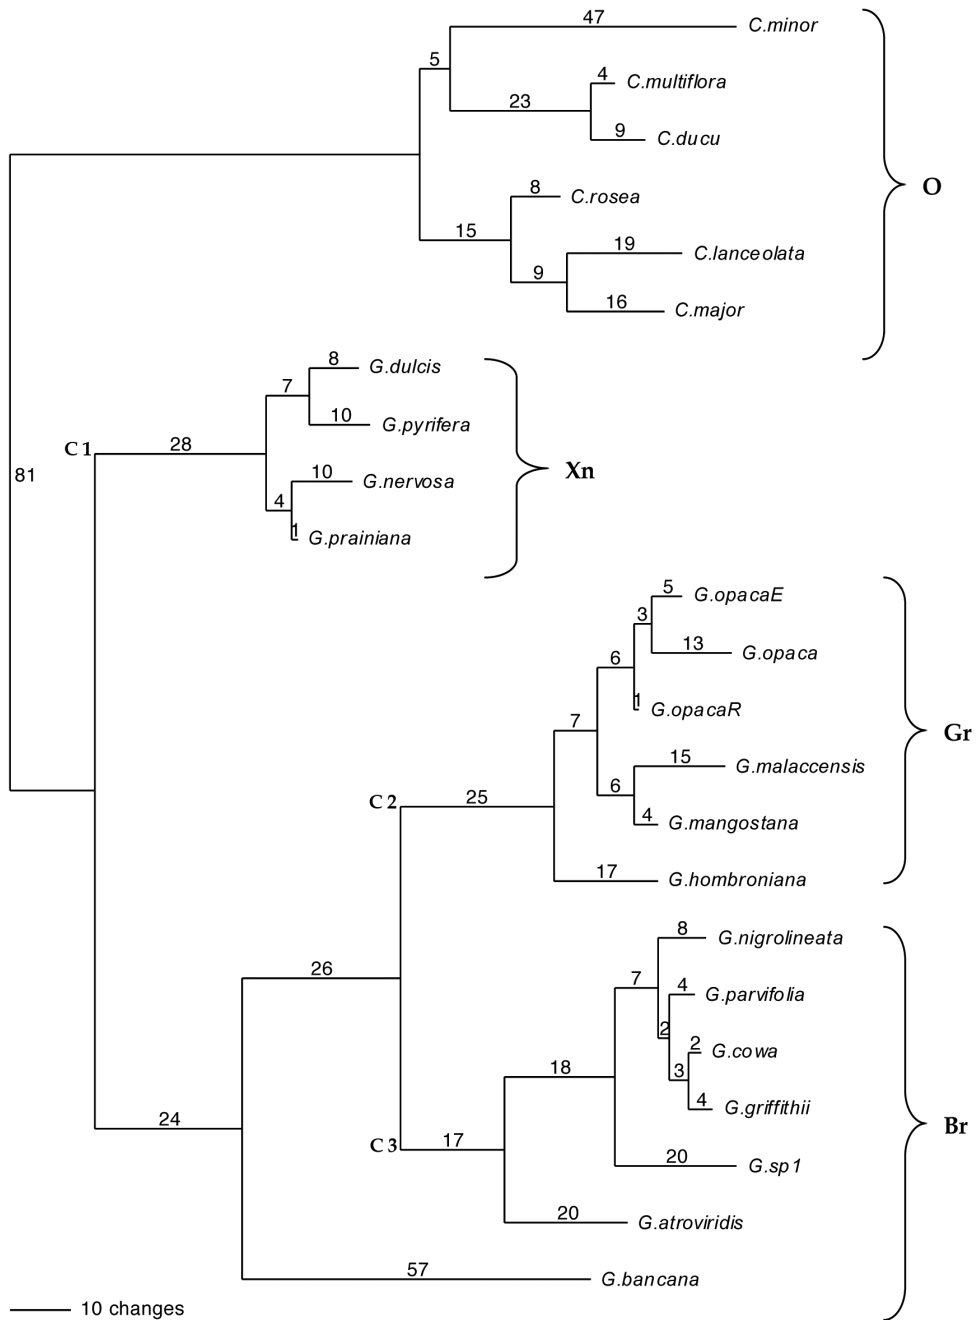 47
C.minor
5
4
C.multiflora
23
9
C.ducu
8
C.rosea
O
15
19
C.lanceolata
9
16
C.major
8
G.dulcis
7
10
G.pyrifera
C1
28
81
10
G.nervosa
Xn
4
1
G.prainiana
5
G.opacaE
3
13
G.opaca
6
1
G.opacaR
7
Gr
15
G.malaccensis
6
C2
25
4
G.mangostana
17
G.hombroniana
8
G.nigrolineata
26
7
4
G.parvifolia
2
2
G.cowa
18
3
4
G.griffithii
24
Br
C3
17
20
G.sp1
20
G.atroviridis
57
G.bancana
10 changes